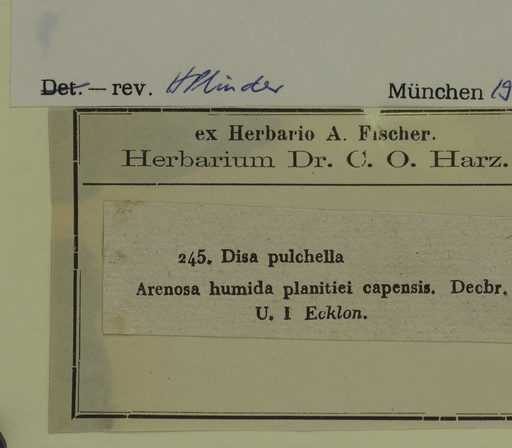 Det. — rev. HPLinder München 19
ex Herbario A. Fischer.
Herbarium Dr. C. O. Harz.
245. Disa pulchella
Arenosa humida planitiei capensis. Decbr.
U. I Ecklon.